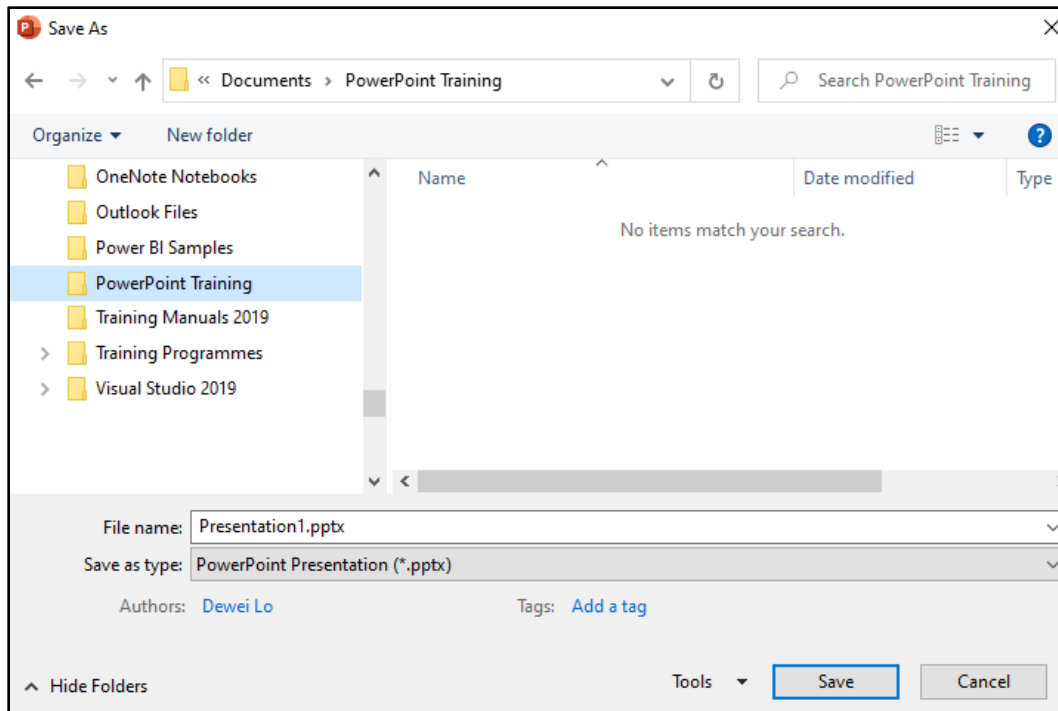 Save As
« Documents › PowerPoint Training
Search PowerPoint Training
Organize
New folder
OneNote Notebooks
Outlook Files
Power BI Samples
PowerPoint Training
Training Manuals 2019
Training Programmes
Visual Studio 2019
Name
Date modified
Type
No items match your search.
File name: Presentation1.pptx
Save as type: PowerPoint Presentation (*.pptx)
Authors: Dewei Lo
Tags: Add a tag
Hide Folders
Tools
Save
Cancel